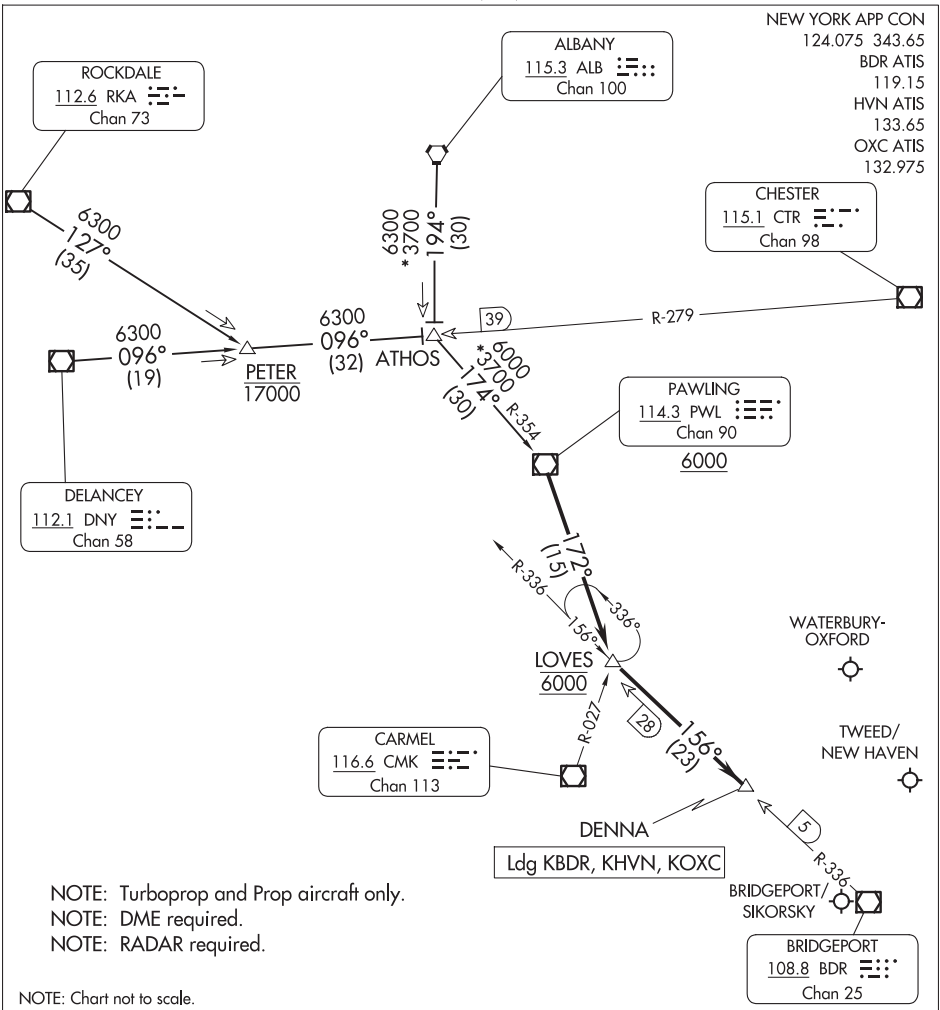 NEW YORK APP CON
124.075 343.65
BDR ATIS
119.15
HVN ATIS
133.65
OXC ATIS
132.975
ROCKDALE
112.6 RKA
Chan 73
ALBANY
115.3 ALB
Chan 100
CHESTER
115.1 CTR
Chan 98
6300
127°
(35)
6300
*3700
194°
(30)
R-279
39
6300
096°
(19)
PETER
17000
6300
096°
(32)
ATHOS
6000
*3700
174°
(30)
R-354
PAWLING
114.3 PWL
Chan 90
6000
DELANCEY
112.1 DNY
Chan 58
172°
(15)
R-336
156°
336°
LOVES
6000
WATERBURY-
OXFORD
R-027
28
156°
(23)
TWEED/
NEW HAVEN
CARMEL
116.6 CMK
Chan 113
DENNA
Ldg KBDR, KHVN, KOXC
5
R-336
BRIDGEPORT/
SIKORSKY
BRIDGEPORT
108.8 BDR
Chan 25
NOTE: Turboprop and Prop aircraft only.
NOTE: DME required.
NOTE: RADAR required.
NOTE: Chart not to scale.